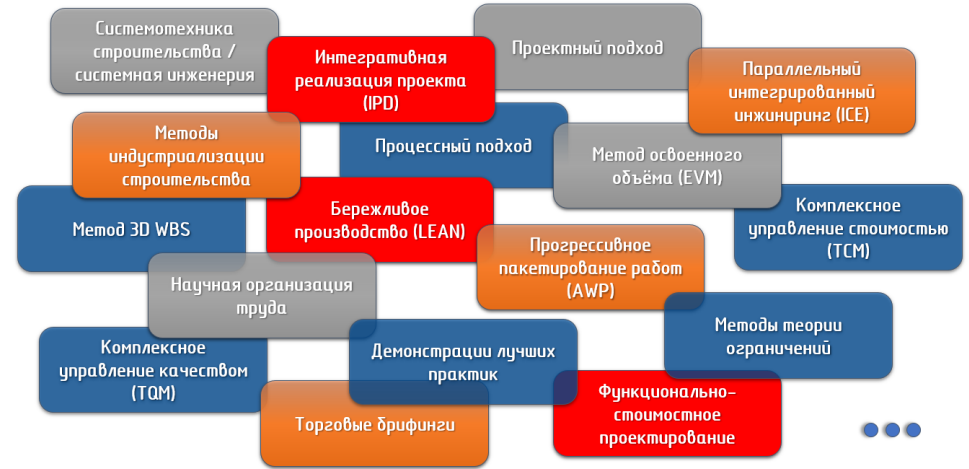 Системотехника
строительства /
системная инженерия
Интегративная
реализация проекта
(IPD)
Проектный подход
Параллельный
интегрированный
инжиниринг (ICE)
Методы
индустриализации
строительства
Процессный подход
Метод освоенного
объёма (EVM)
Метод 3D WBS
Бережливое
производство (LEAN)
Комплексное
управление стоимостью
(TCM)
Прогрессивное
пакетирование работ
(AWP)
Научная организация
труда
Методы теории
ограничений
Комплексное
управление качеством
(TQM)
Демонстрации лучших
практик
Функционально-
стоимостное
проектирование
Торговые брифинги